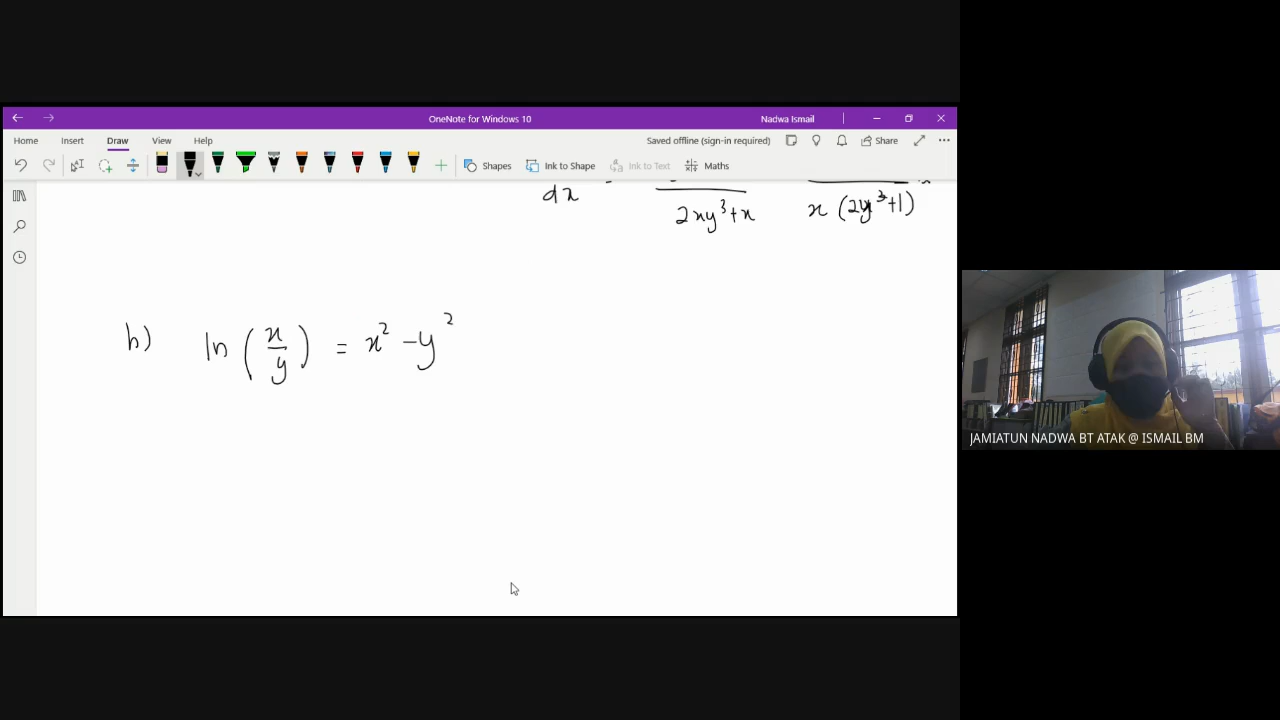 OneNote for Windows 10
Nadwa Ismail
Home Insert Draw View Help
Saved offline (sign-in required)
Share
Shapes
Ink to Shape
Ink to Text
Maths
dx
2xy³+x
x (2y³+1)
h) ln (x/y) = x² -y²
JAMIATUN NADWA BT ATAK @ ISMAIL BM